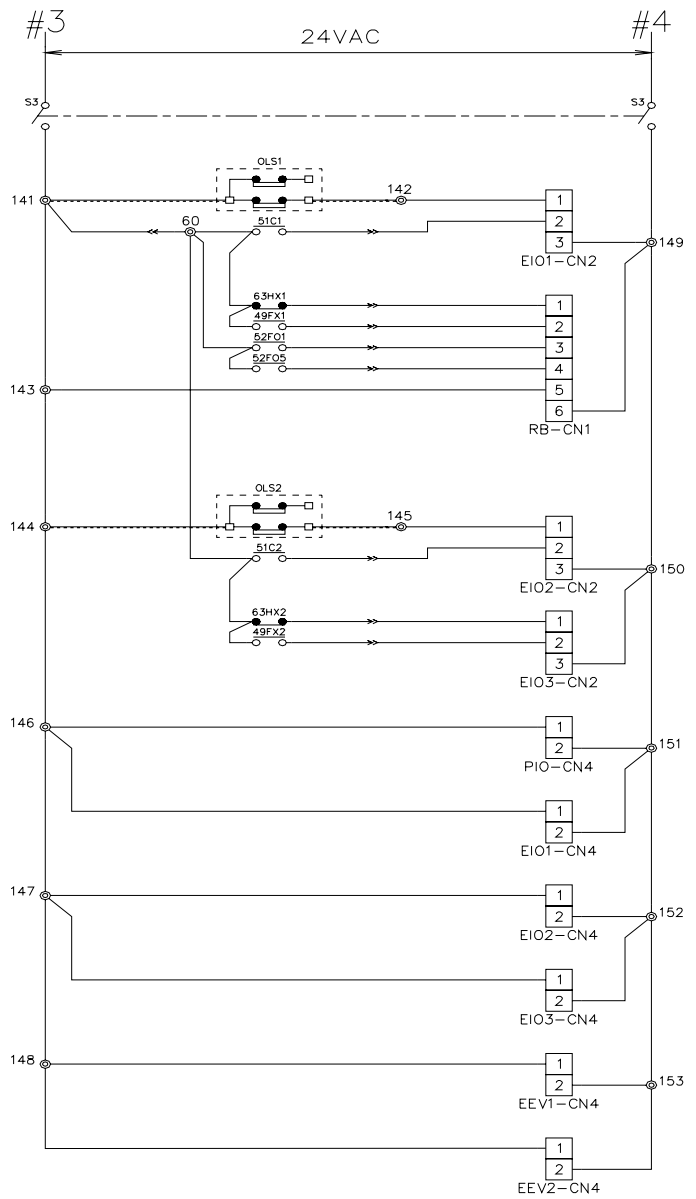 #3 #4
24VAC
S3 S3
OLS1
141 142 1
60 51C1 2
3 149
EIO1-CN2
63HX1 1
49FX1 2
52FO1 3
52FO5 4
143 5
6
RB-CN1
OLS2
144 145 1
51C2 2
3 150
EIO2-CN2
63HX2 1
49FX2 2
3
EIO3-CN2
146 1
2 151
PIO-CN4
1
2
EIO1-CN4
147 1
2 152
EIO2-CN4
1
2
EIO3-CN4
148 1
2 153
EEV1-CN4
1
2
EEV2-CN4